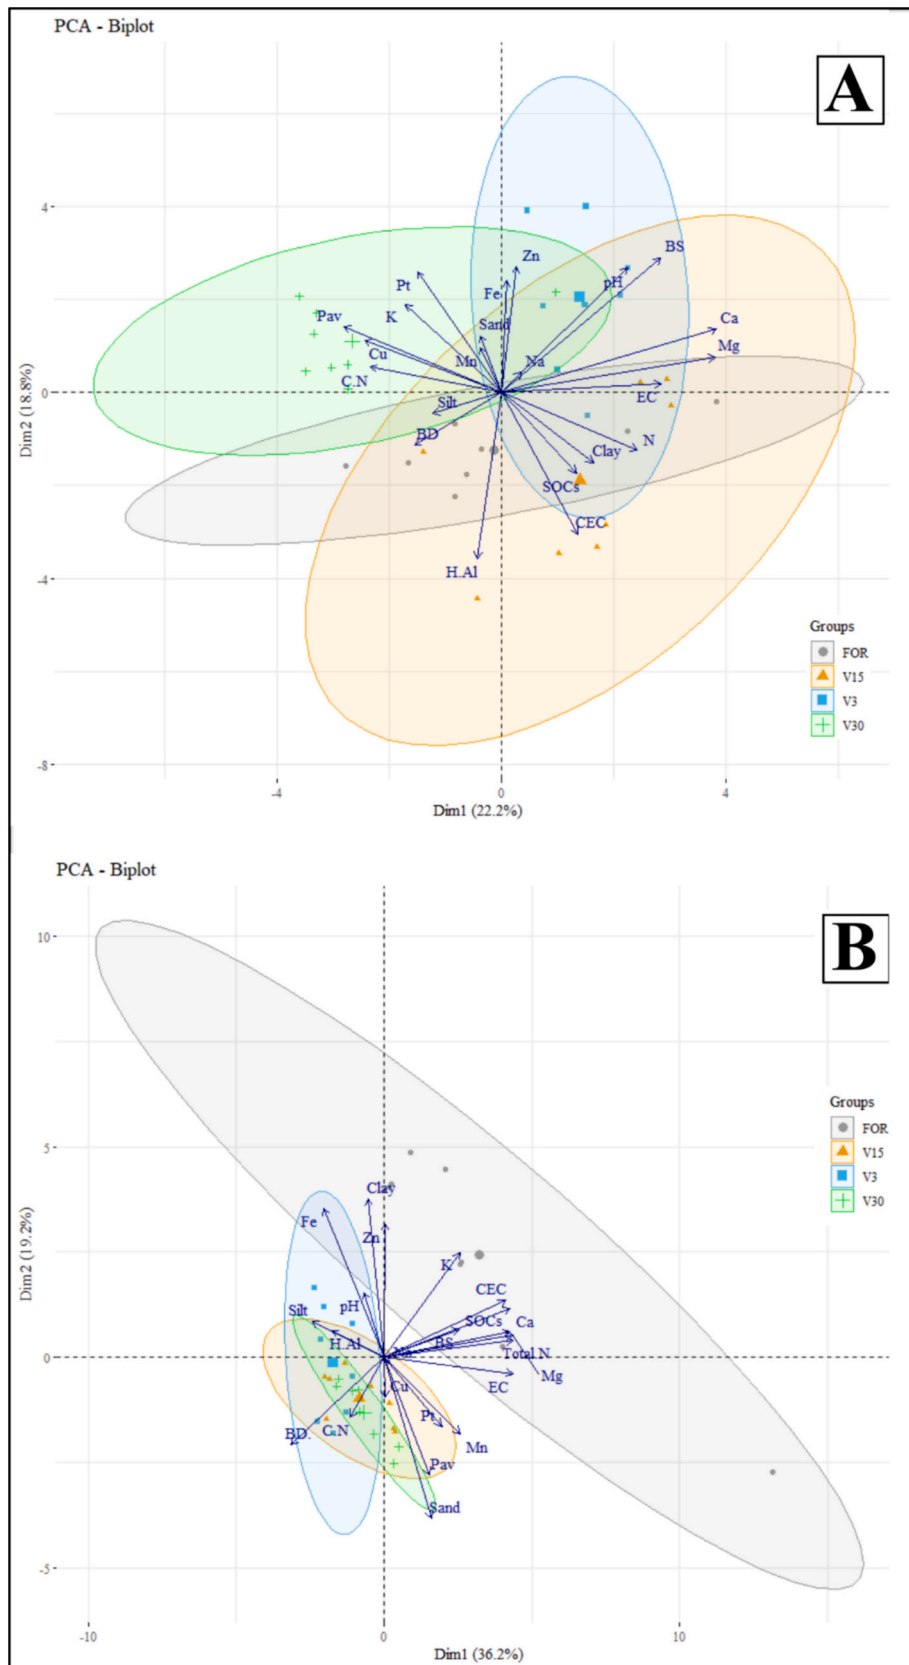 PCA - Biplot
A
4
0
-4
-8
Dim2 (18.8%)
Zn
BS
Pt
Fe
pH
K
Pav
Sand
Ca
Cu
Mn
Na
Mg
C.N
Silt
EC
BD
N
Clay
SOCs
CEC
H.Al
Groups
FOR
V15
V3
V30
-4
0
4
Dim1 (22.2%)
PCA - Biplot
B
10
5
0
-5
Dim2 (19.2%)
Groups
FOR
V15
V3
V30
Clay
Fe
Zn
K
CEC
Silt
pH
SOCs
Ca
H.Al
BS
Na
Total N.
Mg
EC
Cu
Pt
C.N
BD.
Mn
Pav
Sand
-10
0
10
Dim1 (36.2%)